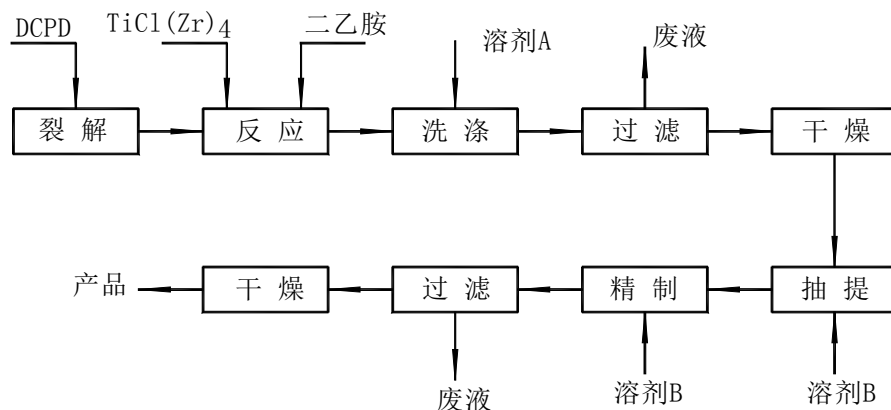 DCPD
TiCl(Zr)4
二乙胺
溶剂A
废液
裂解
反应
洗涤
过滤
干燥
产品
干燥
过滤
精制
抽提
废液
溶剂B
溶剂B